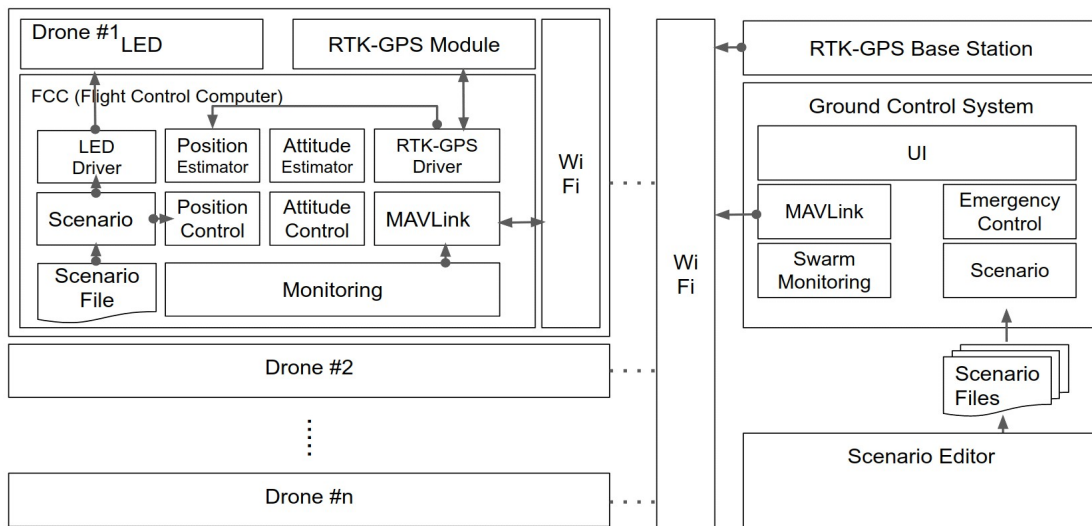 Drone #1
LED
RTK-GPS Module
FCC (Flight Control Computer)
LED
Driver
Position
Estimator
Attitude
Estimator
RTK-GPS
Driver
Scenario
Position
Control
Attitude
Control
MAVLink
Scenario
File
Monitoring
Wi
Fi
Drone #2
Drone #n
Wi
Fi
RTK-GPS Base Station
Ground Control System
UI
MAVLink
Emergency
Control
Swarm
Monitoring
Scenario
Scenario
Files
Scenario Editor